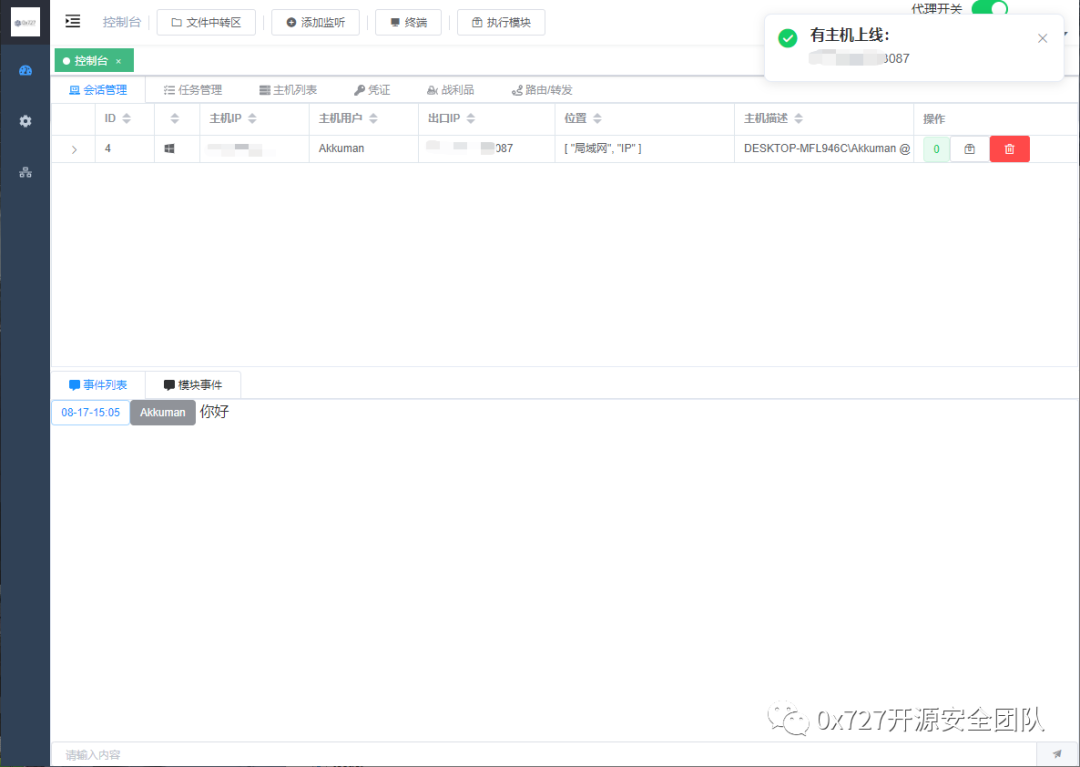 代理开关
0x727
控制台 文件中转区 添加监听 终端 执行模块
有主机上线：
3087
控制台 ×
会话管理 任务管理 主机列表 凭证 战利品 路由/转发
ID 主机IP 主机用户 出口IP 位置 主机描述 操作
4 Akkuman 087 [ "局域网", "IP" ] DESKTOP-MFL946C\Akkuman @ 0
事件列表 模块事件
08-17-15:05 Akkuman 你好
0x727开源安全团队
请输入内容